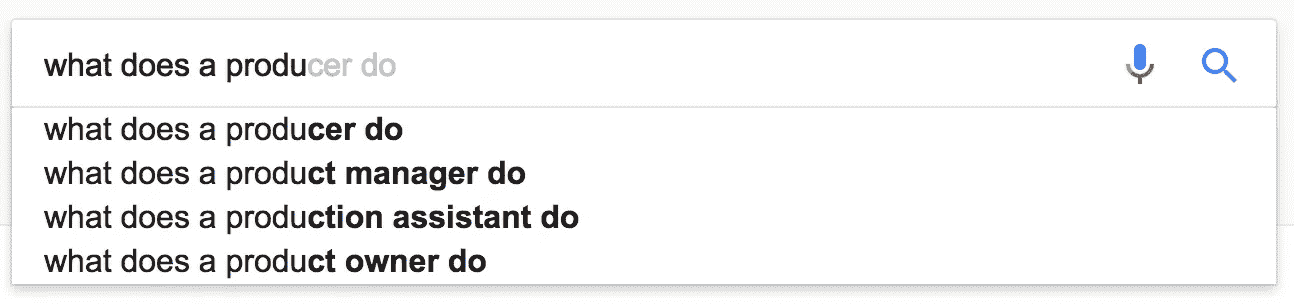 what does a producer do
what does a producer do
what does a product manager do
what does a production assistant do
what does a product owner do